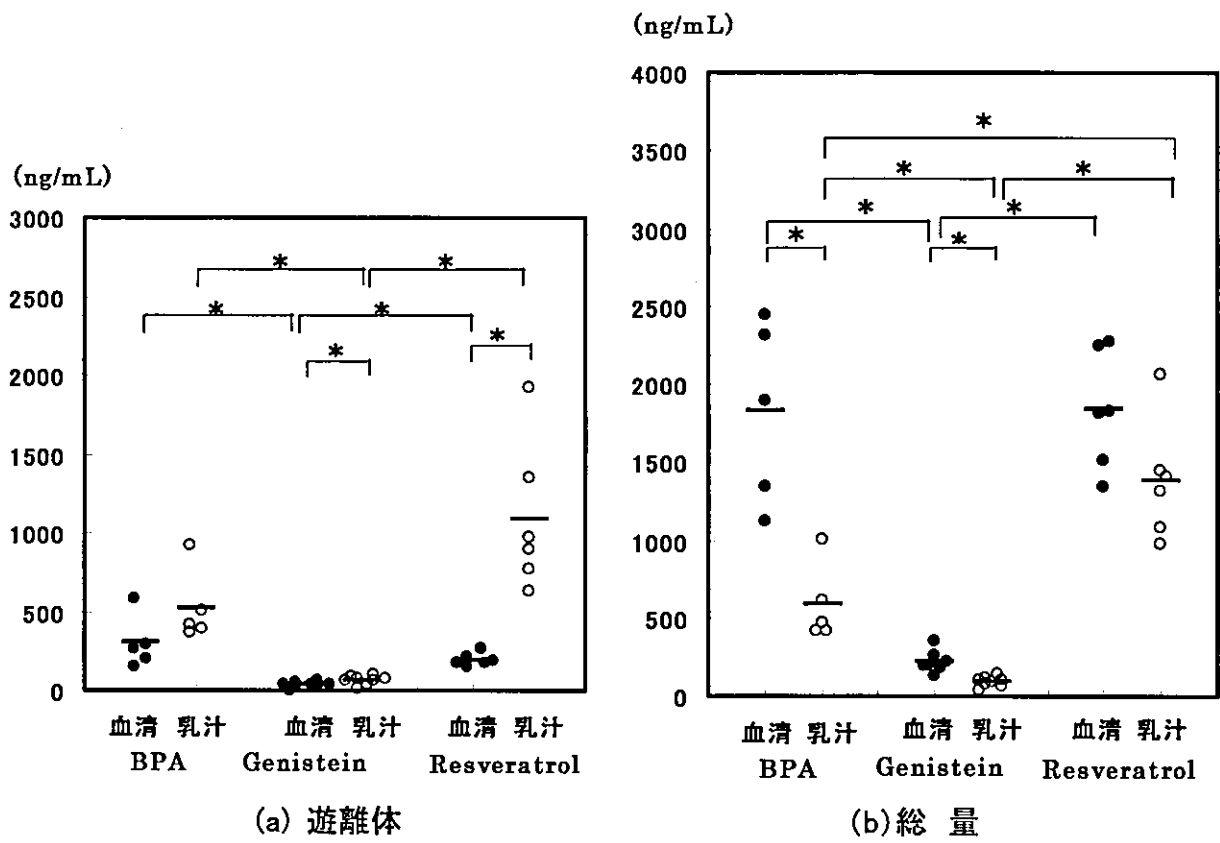 (ng/mL)
3000
2500
2000
1500
1000
500
0
* * * * * *
血清 乳汁 血清 乳汁 血清 乳汁
BPA Genistein Resveratrol
(a) 遊離体
(ng/mL)
4000
3500
3000
2500
2000
1500
1000
500
0
* * * * * * *
血清 乳汁 血清 乳汁 血清 乳汁
BPA Genistein Resveratrol
(b)総 量